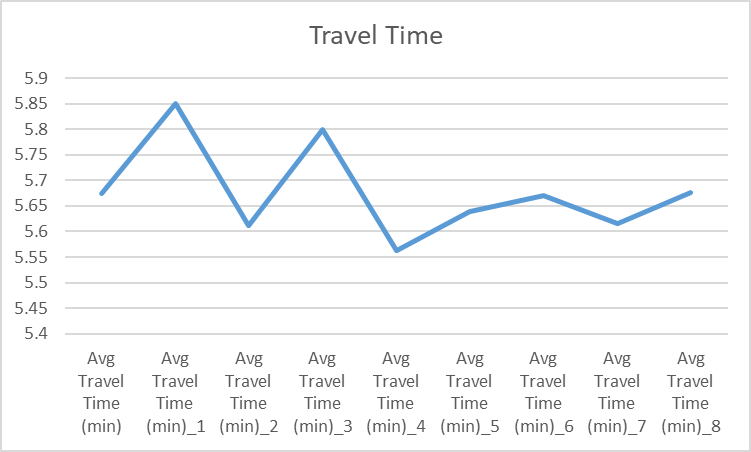 Travel Time
5.9
5.85
5.8
5.75
5.7
5.65
5.6
5.55
5.5
5.45
5.4
Avg Travel Time (min)
Avg Travel Time (min)_1
Avg Travel Time (min)_2
Avg Travel Time (min)_3
Avg Travel Time (min)_4
Avg Travel Time (min)_5
Avg Travel Time (min)_6
Avg Travel Time (min)_7
Avg Travel Time (min)_8